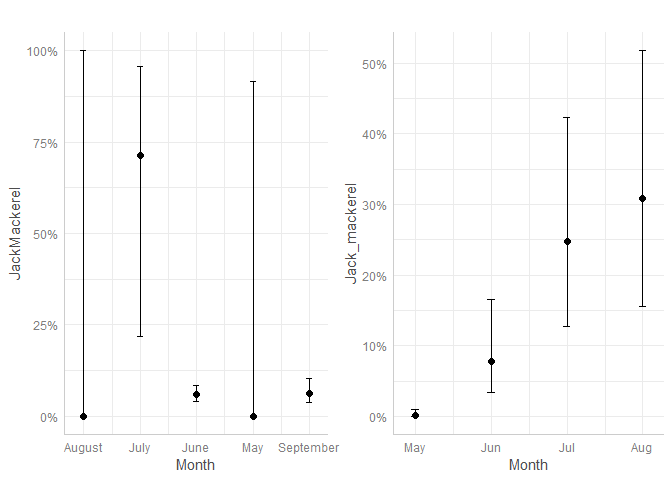 100%
75%
50%
25%
0%
JackMackerel
August July June May September
Month
50%
40%
30%
20%
10%
0%
Jack_mackerel
May Jun Jul Aug
Month